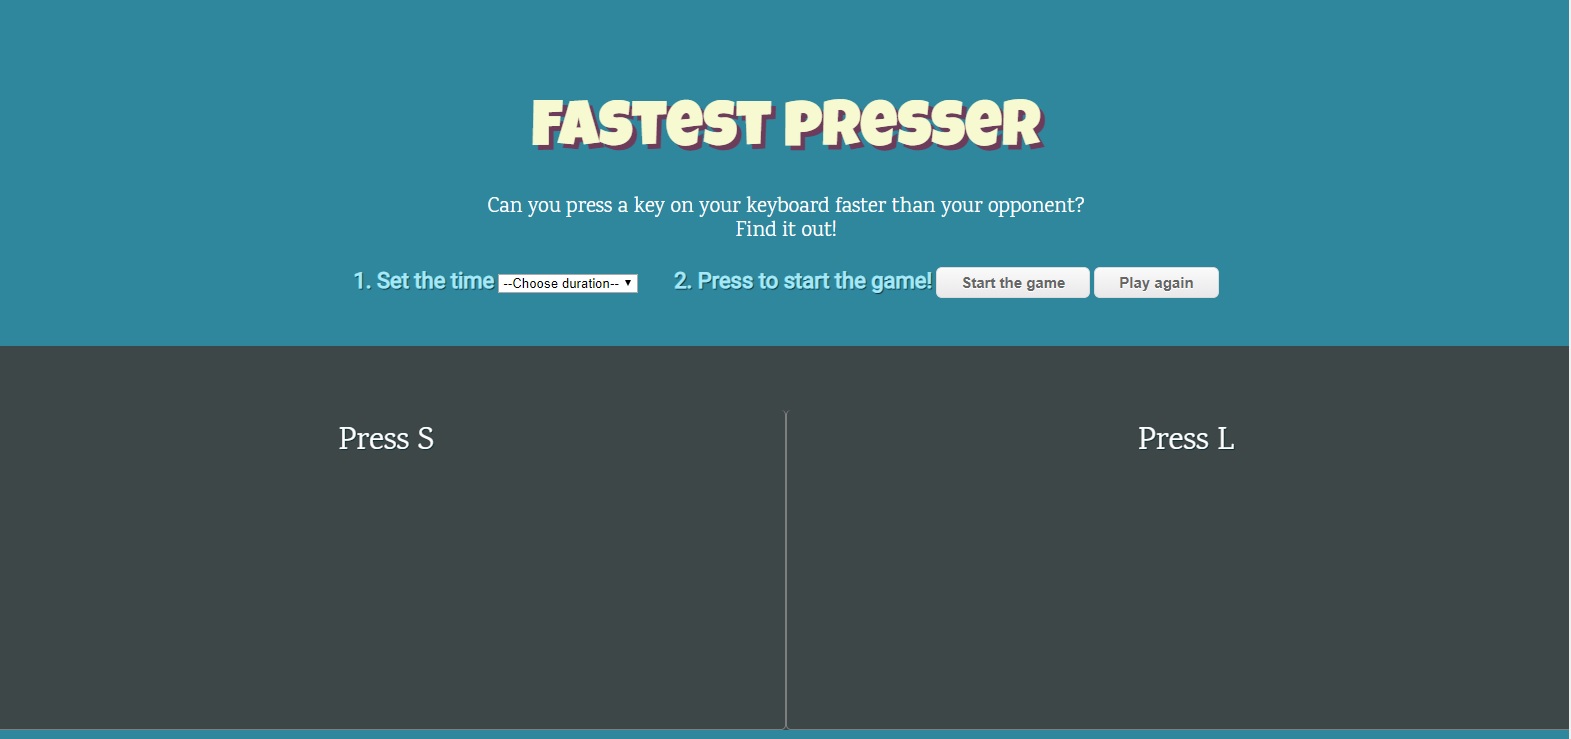 FASTEST PRESSER
Can you press a key on your keyboard faster than your opponent?
Find it out!
1. Set the time --Choose duration-- 2. Press to start the game! Start the game Play again
Press S Press L